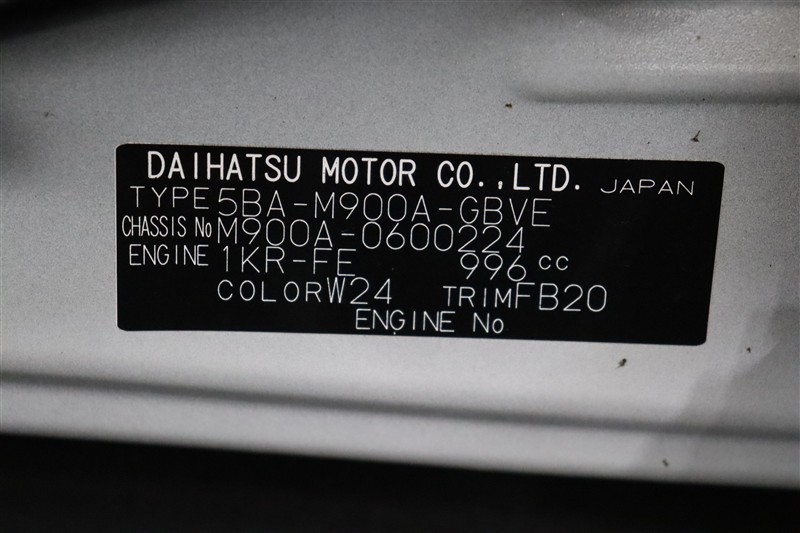 DAIHATSU MOTOR CO.,LTD. JAPAN
TYPE 5BA-M900A-GBVE
CHASSIS No M900A-0600224
ENGINE 1KR-FE 996 cc
COLOR W24 TRIM FB20
ENGINE No